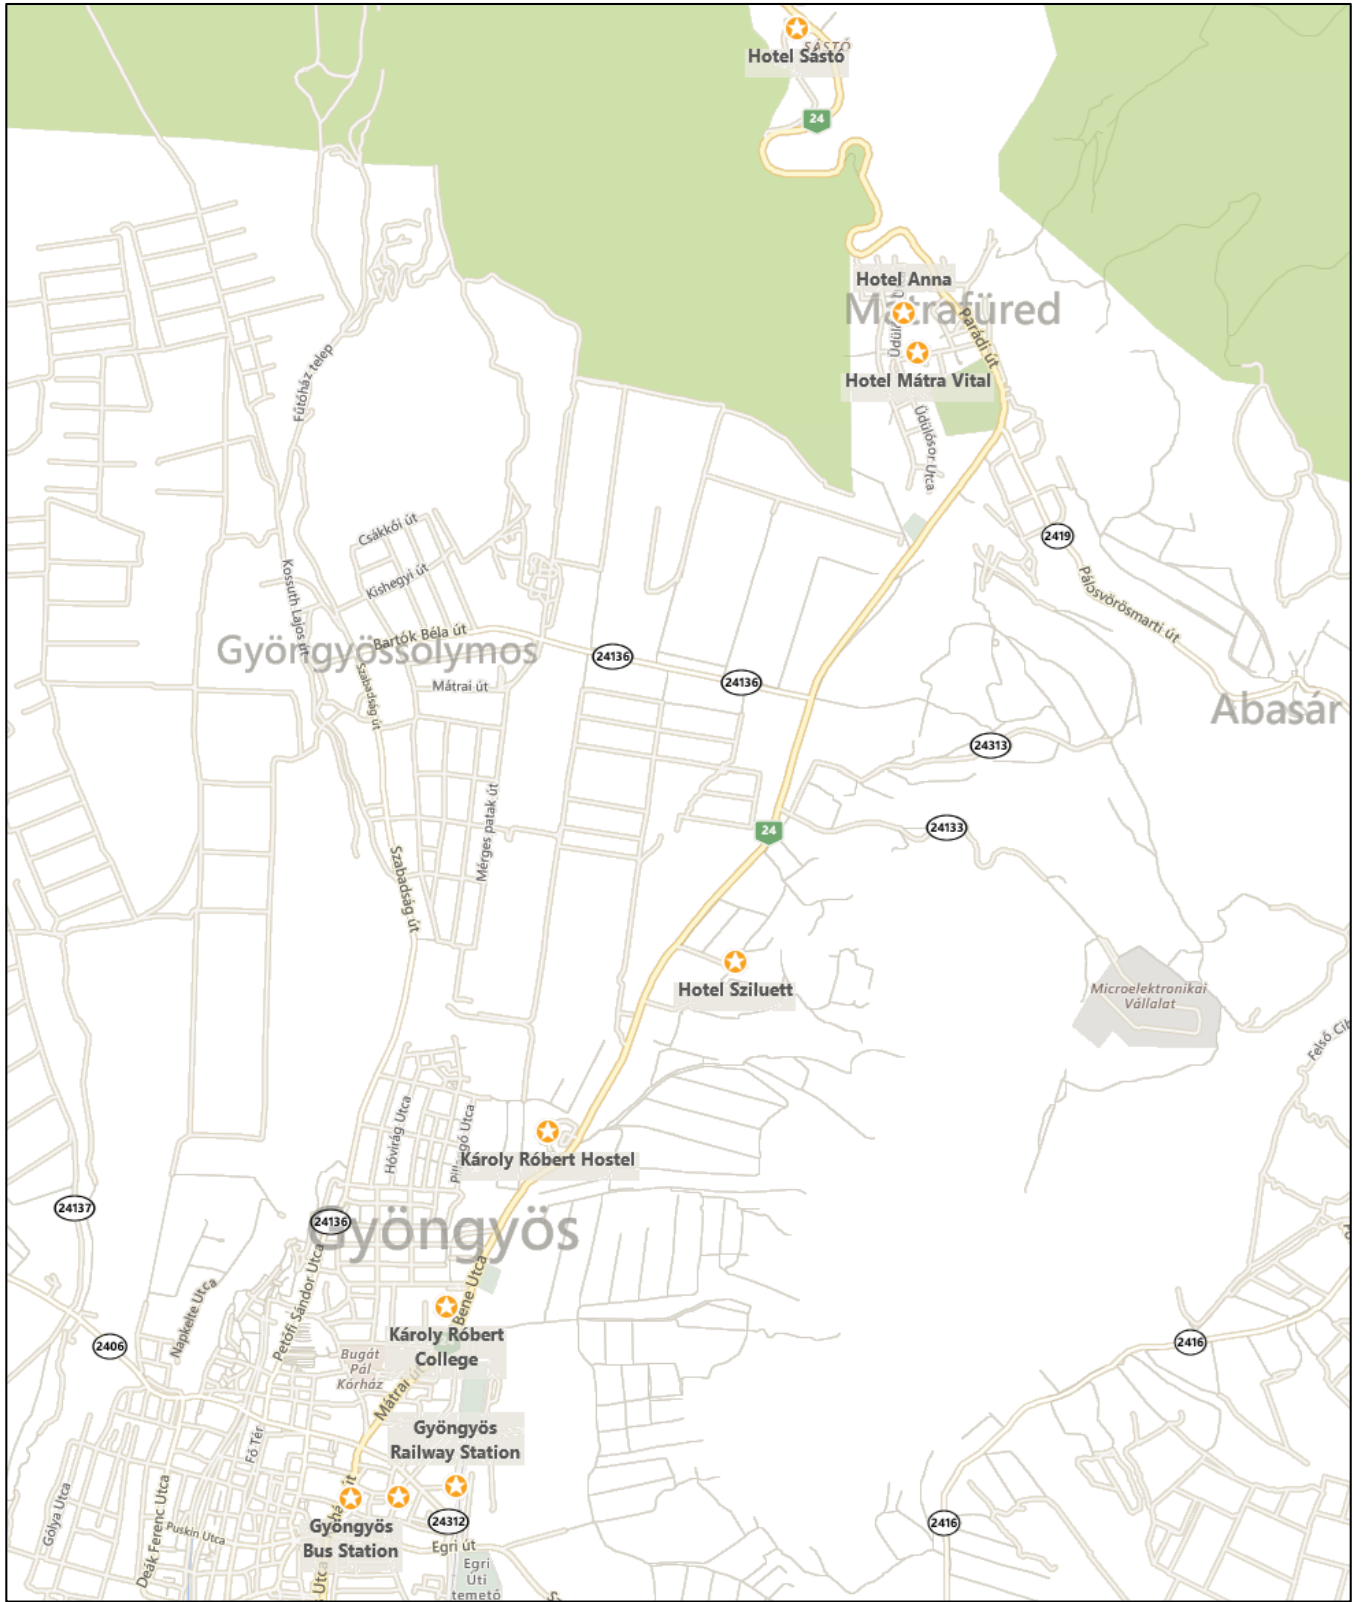 SÁSTÓ
Hotel Sástó
24
Hotel Anna
Mátrafüred
Parádi út
Hotel Mátra Vital
Üdülősor Utca
Fűtőház telep
Csákkői út
2419
Kishegyi út
Kossuth Lajos út
Pálosvörösmarti út
Bartók Béla út
Gyöngyössolymos
24136
24136
Mátrai út
Szabadság út
Abasár
24313
24133
24
Mérges patak út
Szabadság út
Hotel Sziluett
Microelektronikai
Vállalat
Felső Cib
Hóvirág Utca
Károly Róbert Hostel
24137
24136
Gyöngyös
Bene Utca
Petőfi Sándor Utca
Napkelte Utca
Károly Róbert
College
2406
2416
Bugát
Pál
Kórház
Mátrai út
Gyöngyös
Railway Station
Fő Tér
Gólya Utca
Deák Ferenc Utca
Puskin Utca
24312
2416
Gyöngyös
Bus Station
Egri út
Utca
Egri
Úti
temető